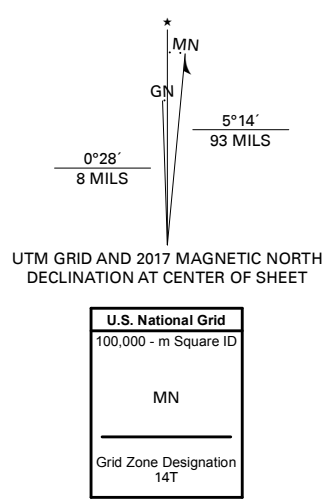 ★
MN
GN
5°14´
93 MILS
0°28´
8 MILS
UTM GRID AND 2017 MAGNETIC NORTH
DECLINATION AT CENTER OF SHEET
U.S. National Grid
100,000 - m Square ID
MN
Grid Zone Designation
14T